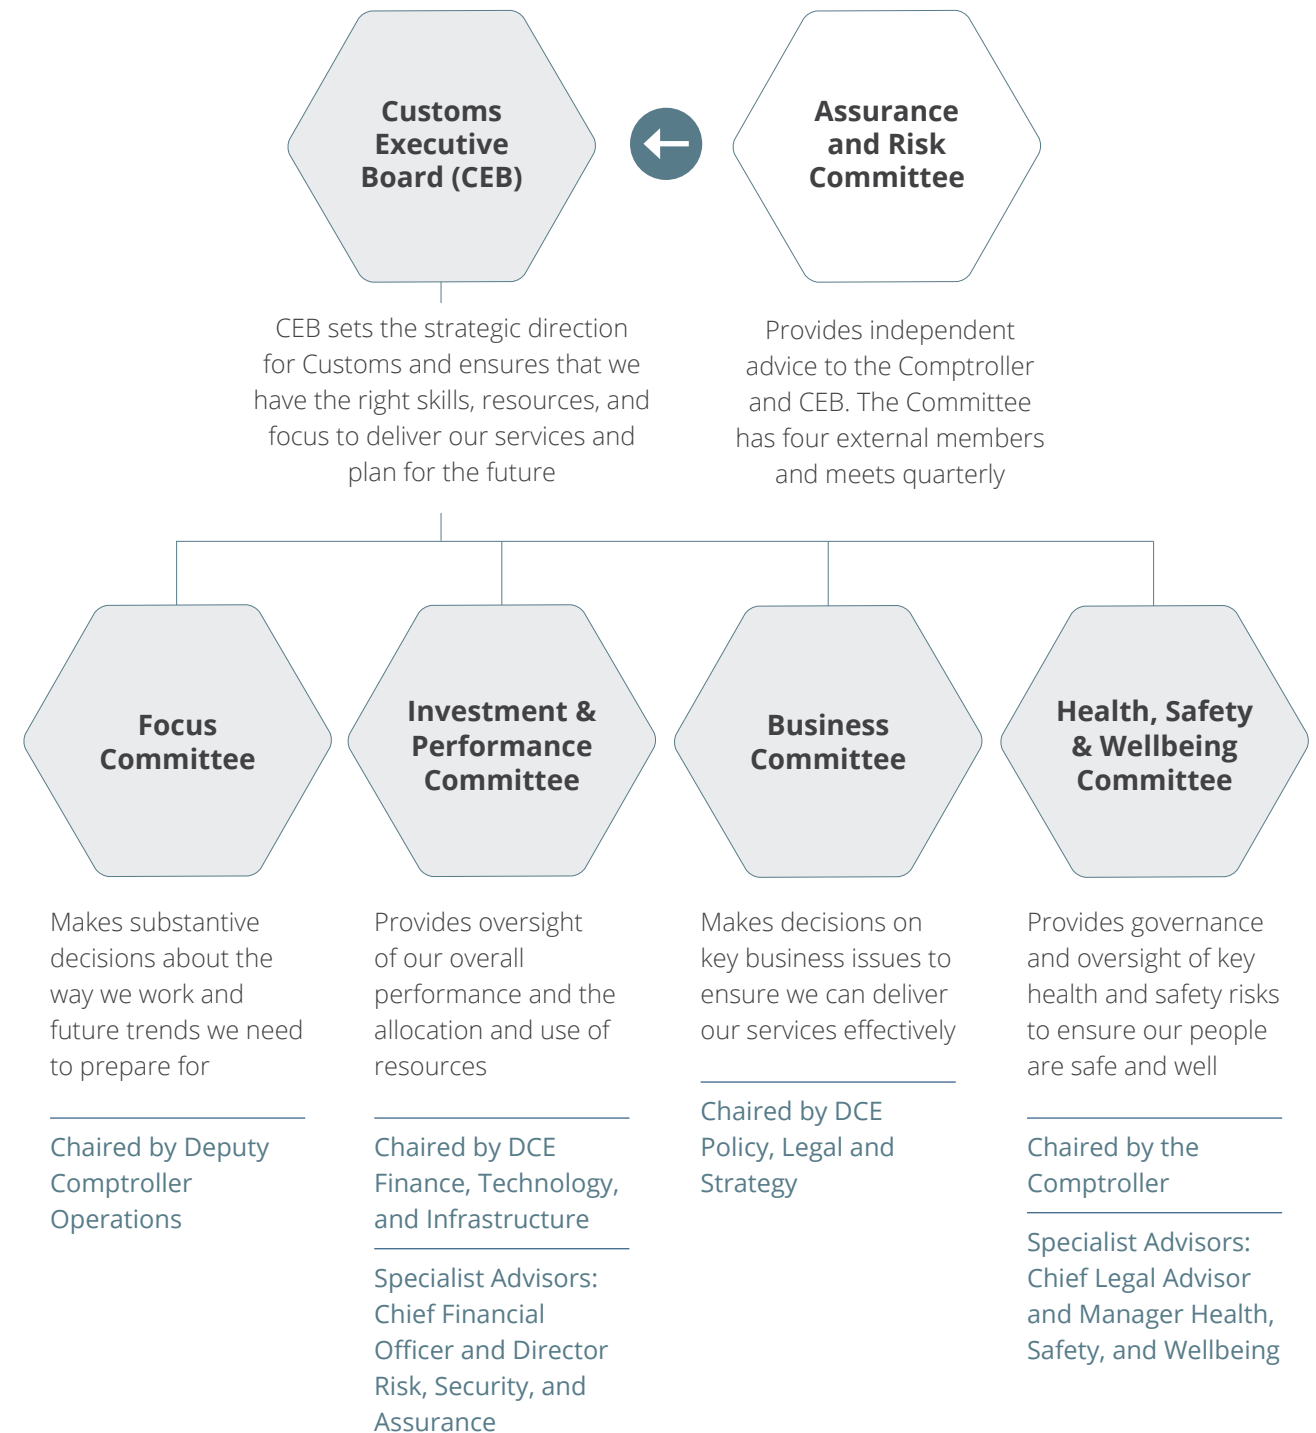 Customs
Executive
Board (CEB)
Assurance
and Risk
Committee
CEB sets the strategic direction
for Customs and ensures that we
have the right skills, resources, and
focus to deliver our services and
plan for the future
Provides independent
advice to the Comptroller
and CEB. The Committee
has four external members
and meets quarterly
Focus
Committee
Makes substantive
decisions about the
way we work and
future trends we need
to prepare for
Chaired by Deputy
Comptroller
Operations
Investment &
Performance
Committee
Provides oversight
of our overall
performance and the
allocation and use of
resources
Chaired by DCE
Finance, Technology,
and Infrastructure
Specialist Advisors:
Chief Financial
Officer and Director
Risk, Security, and
Assurance
Business
Committee
Makes decisions on
key business issues to
ensure we can deliver
our services effectively
Chaired by DCE
Policy, Legal and
Strategy
Health, Safety
& Wellbeing
Committee
Provides governance
and oversight of key
health and safety risks
to ensure our people
are safe and well
Chaired by the
Comptroller
Specialist Advisors:
Chief Legal Advisor
and Manager Health,
Safety, and Wellbeing